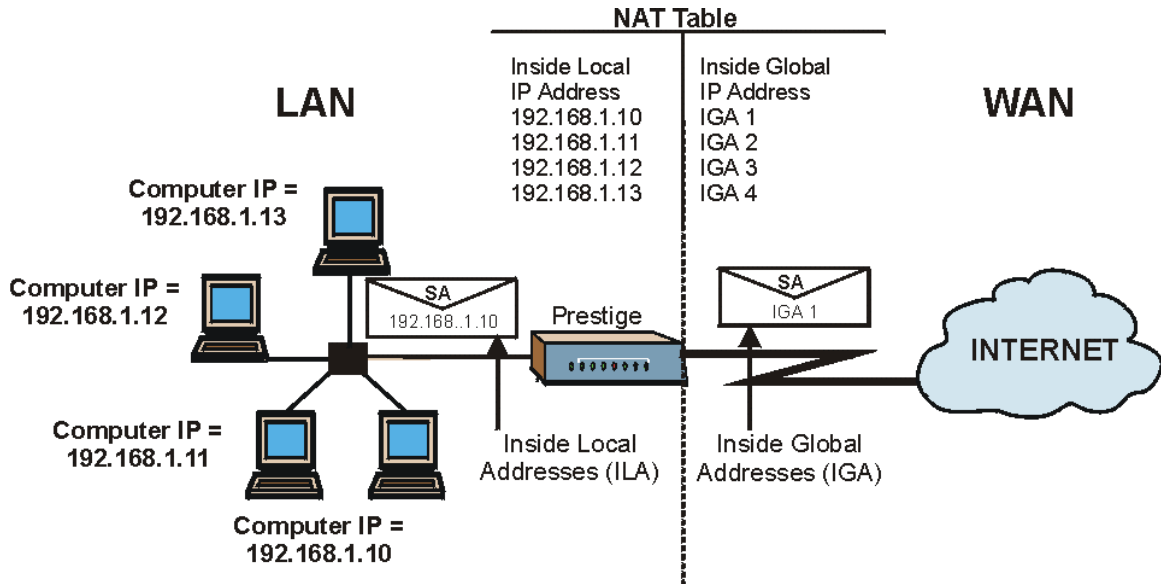 NAT Table
Inside Local
IP Address
192.168.1.10
192.168.1.11
192.168.1.12
192.168.1.13
Inside Global
IP Address
IGA 1
IGA 2
IGA 3
IGA 4
LAN
WAN
Computer IP =
192.168.1.13
Computer IP =
192.168.1.12
SA
192.168..1.10
Prestige
SA
IGA 1
INTERNET
Computer IP =
192.168.1.11
Inside Local
Addresses (ILA)
Inside Global
Addresses (IGA)
Computer IP =
192.168.1.10